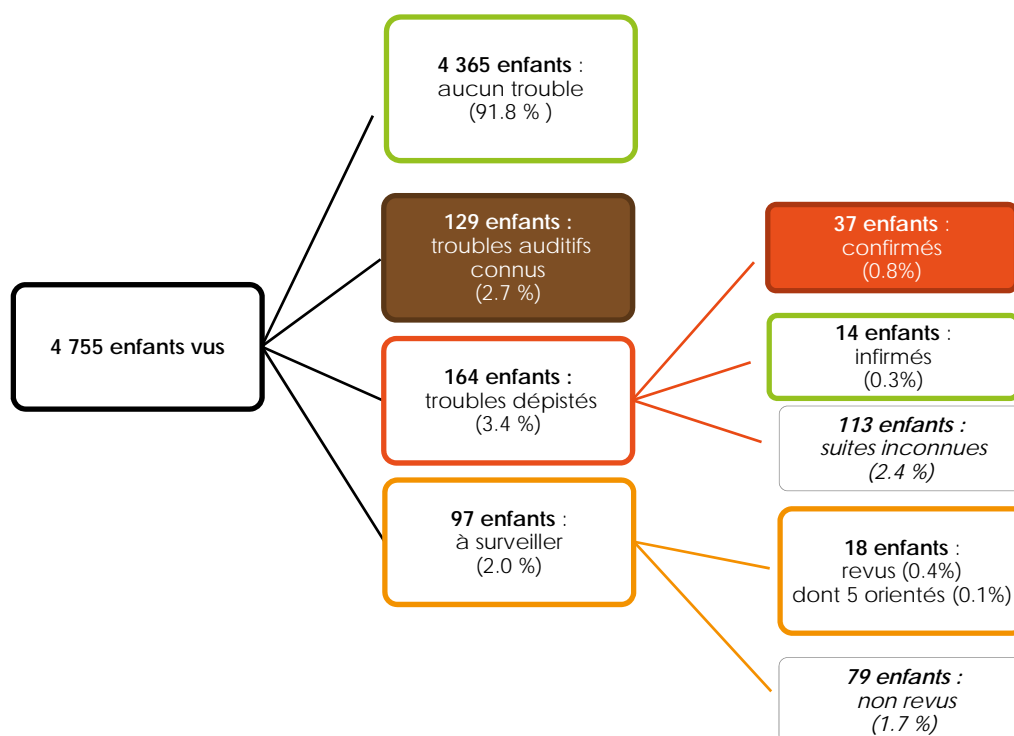 4 755 enfants vus
4 365 enfants :
aucun trouble
(91.8 % )
129 enfants :
troubles auditifs
connus
(2.7 %)
164 enfants :
troubles dépistés
(3.4 %)
97 enfants :
à surveiller
(2.0 %)
37 enfants :
confirmés
(0.8%)
14 enfants :
infirmés
(0.3%)
113 enfants :
suites inconnues
(2.4 %)
18 enfants :
revus (0.4%)
dont 5 orientés (0.1%)
79 enfants :
non revus
(1.7 %)